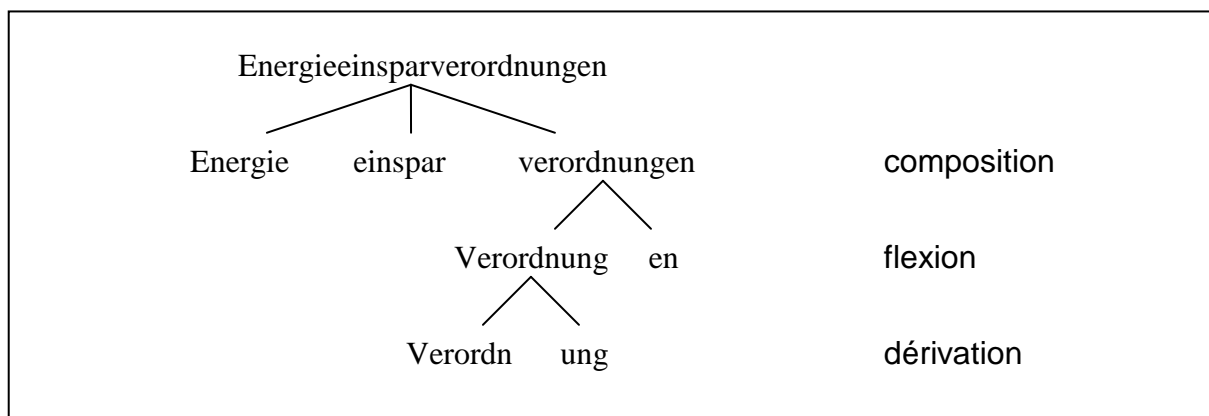 Energieeinsparverordnungen
Energie einspar verordnungen composition
Verordnung en flexion
Verordn ung dérivation